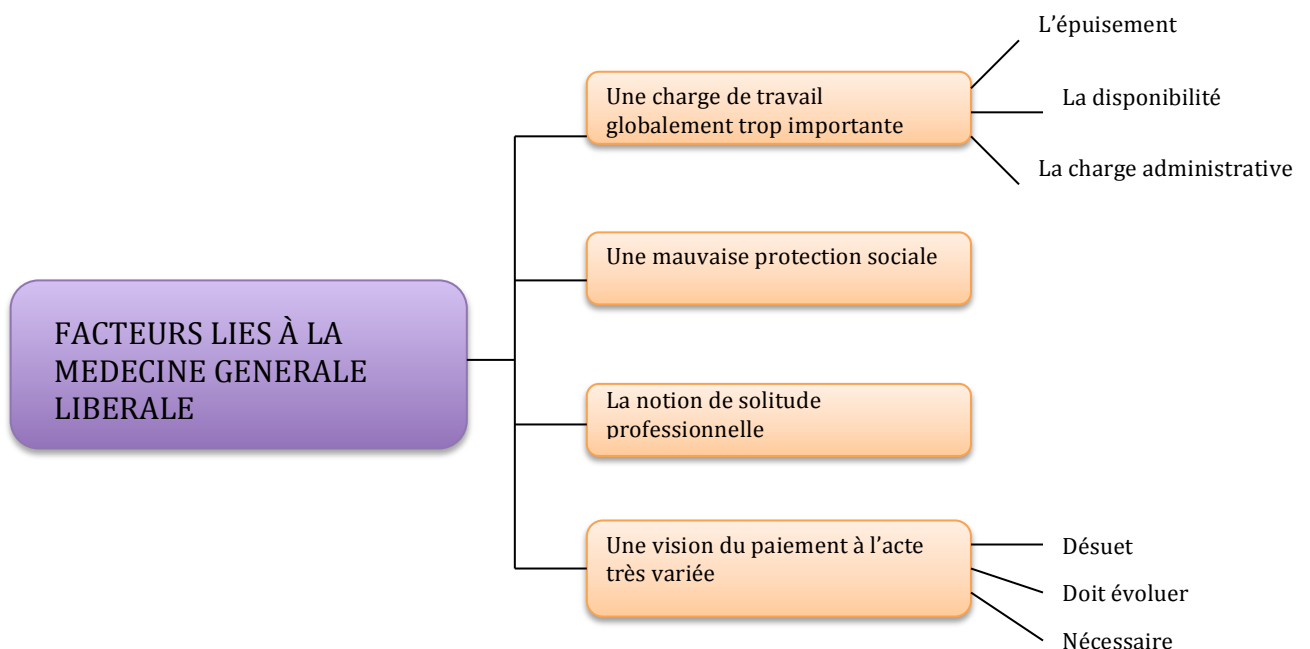 L’épuisement
Une charge de travail
globalement trop importante
La disponibilité
La charge administrative
Une mauvaise protection sociale
FACTEURS LIES À LA
MEDECINE GENERALE
LIBERALE
La notion de solitude
professionnelle
Une vision du paiement à l’acte
très variée
Désuet
Doit évoluer
Nécessaire